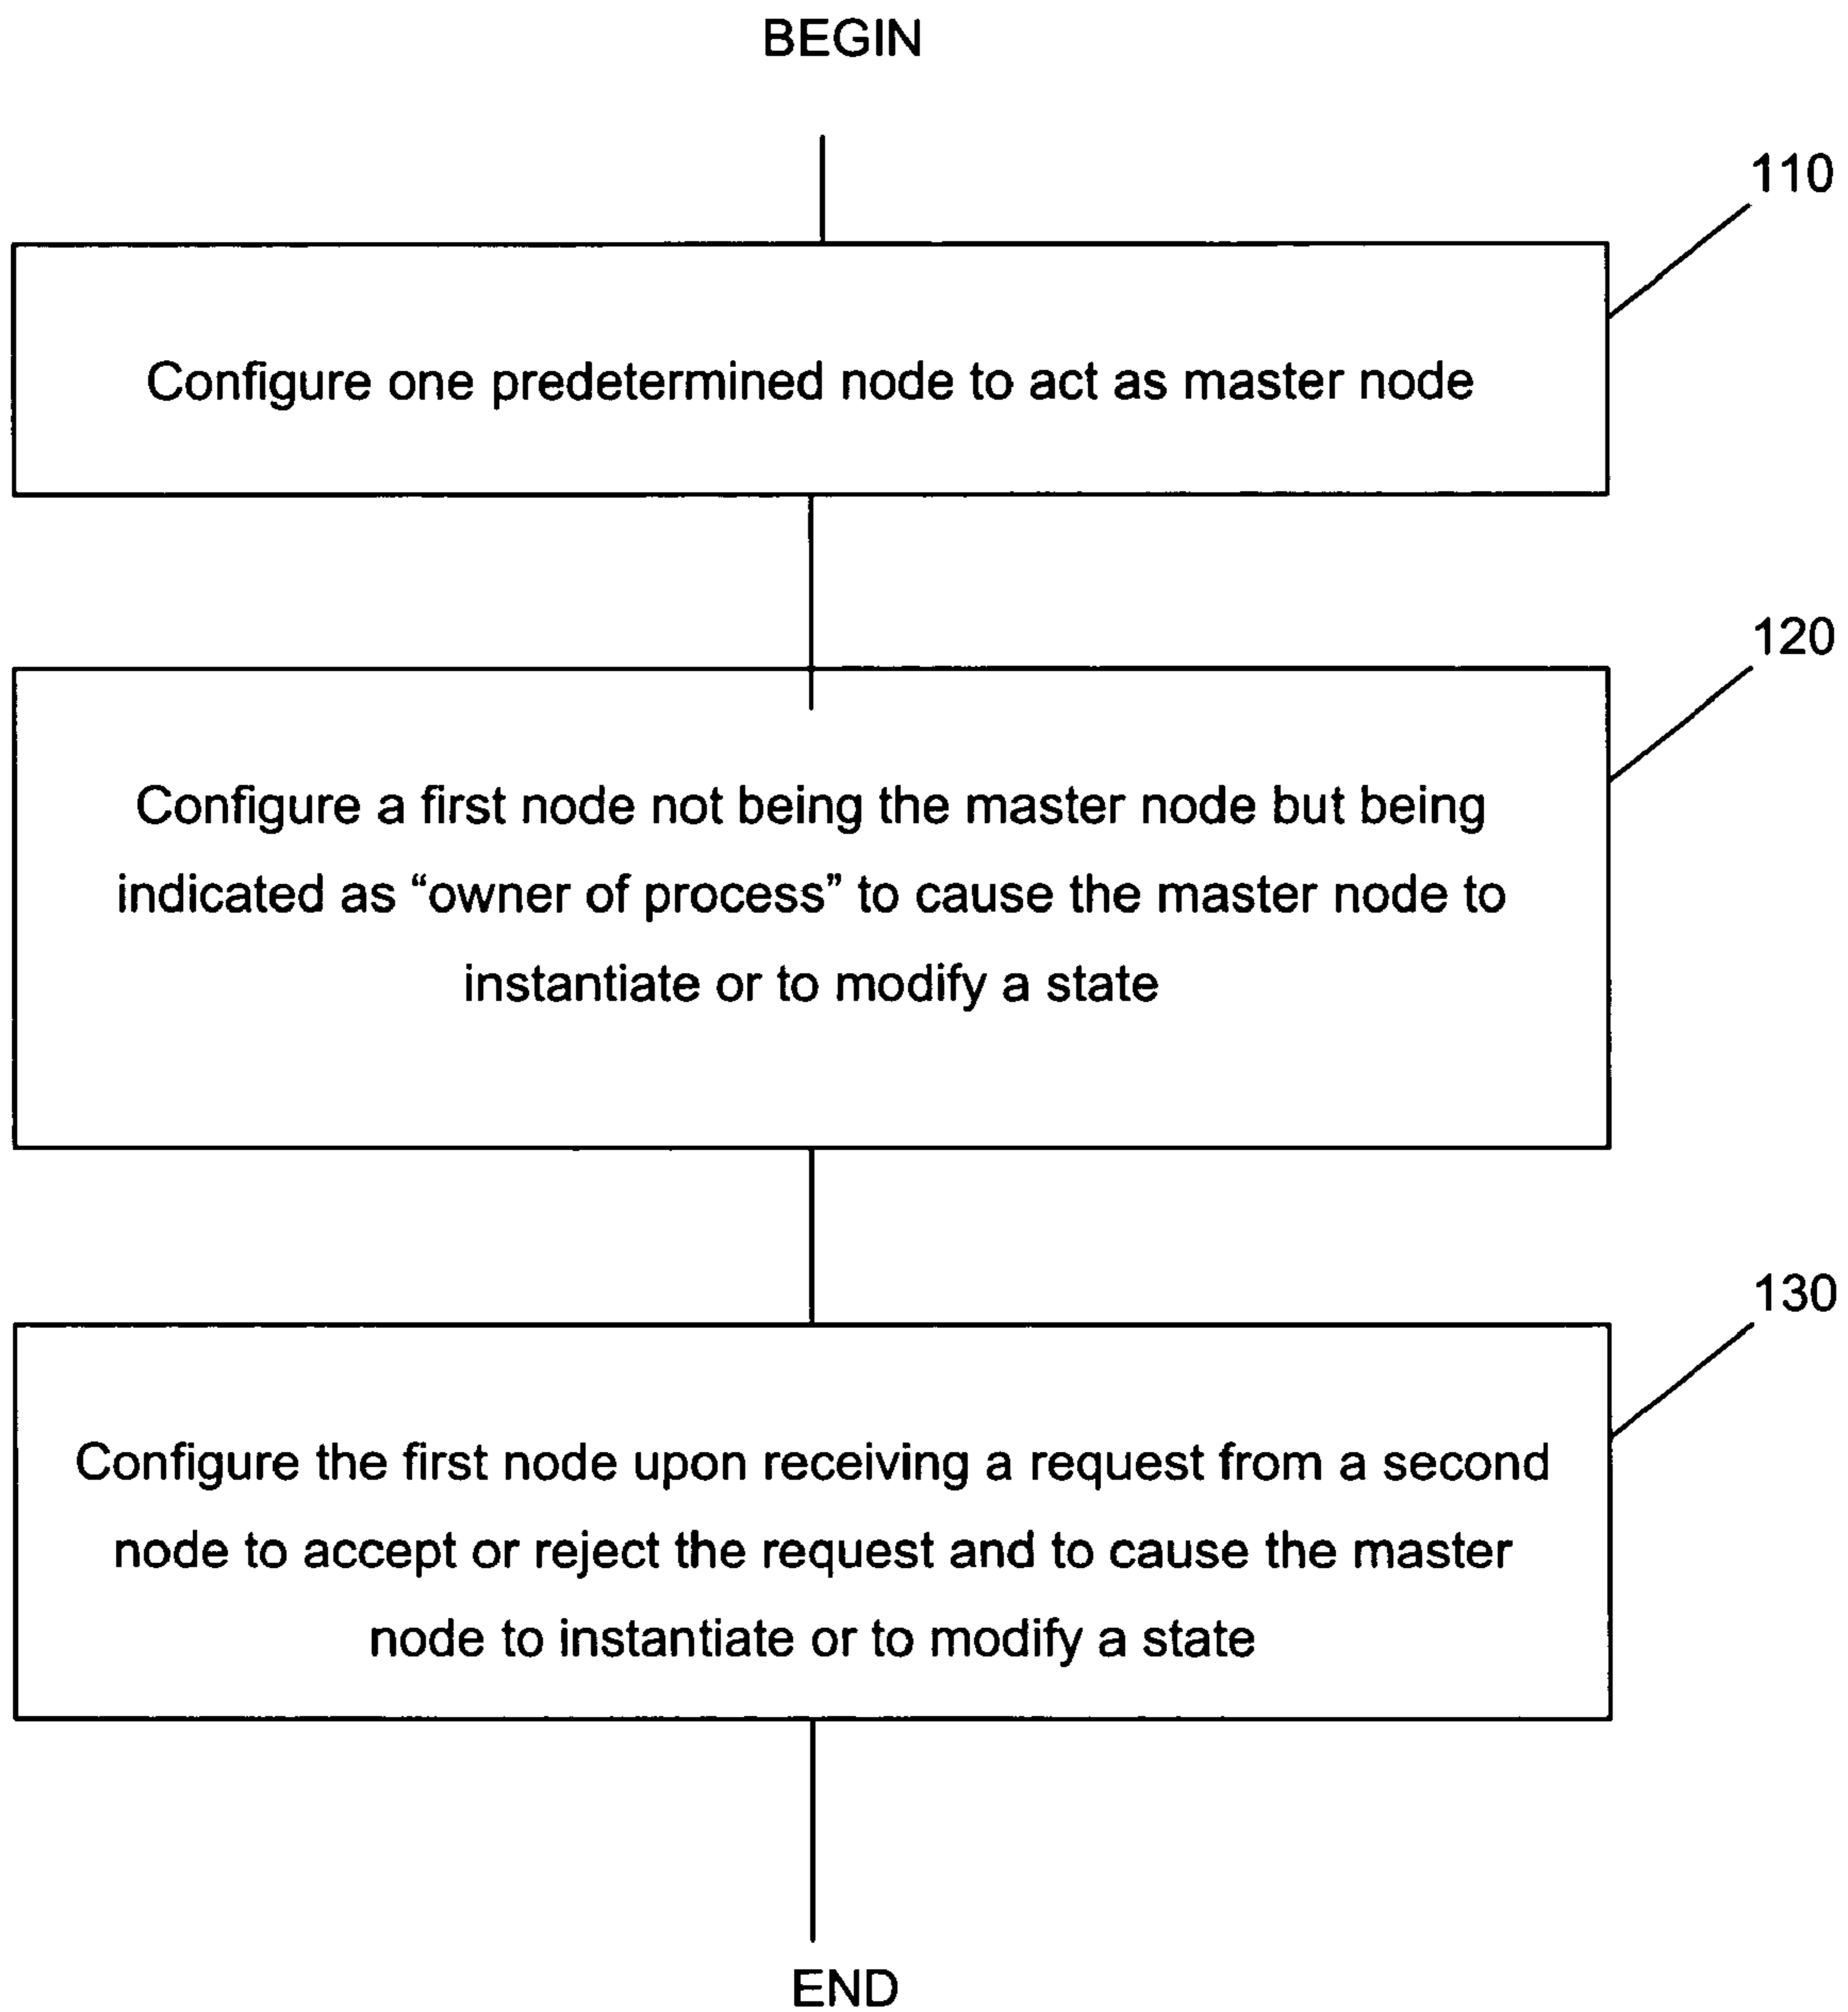 BEGIN
110
Configure one predetermined node to act as master node
120
Configure a first node not being the master node but being
indicated as “owner of process” to cause the master node to
instantiate or to modify a state
130
Configure the first node upon receiving a request from a second
node to accept or reject the request and to cause the master
node to instantiate or to modify a state
END